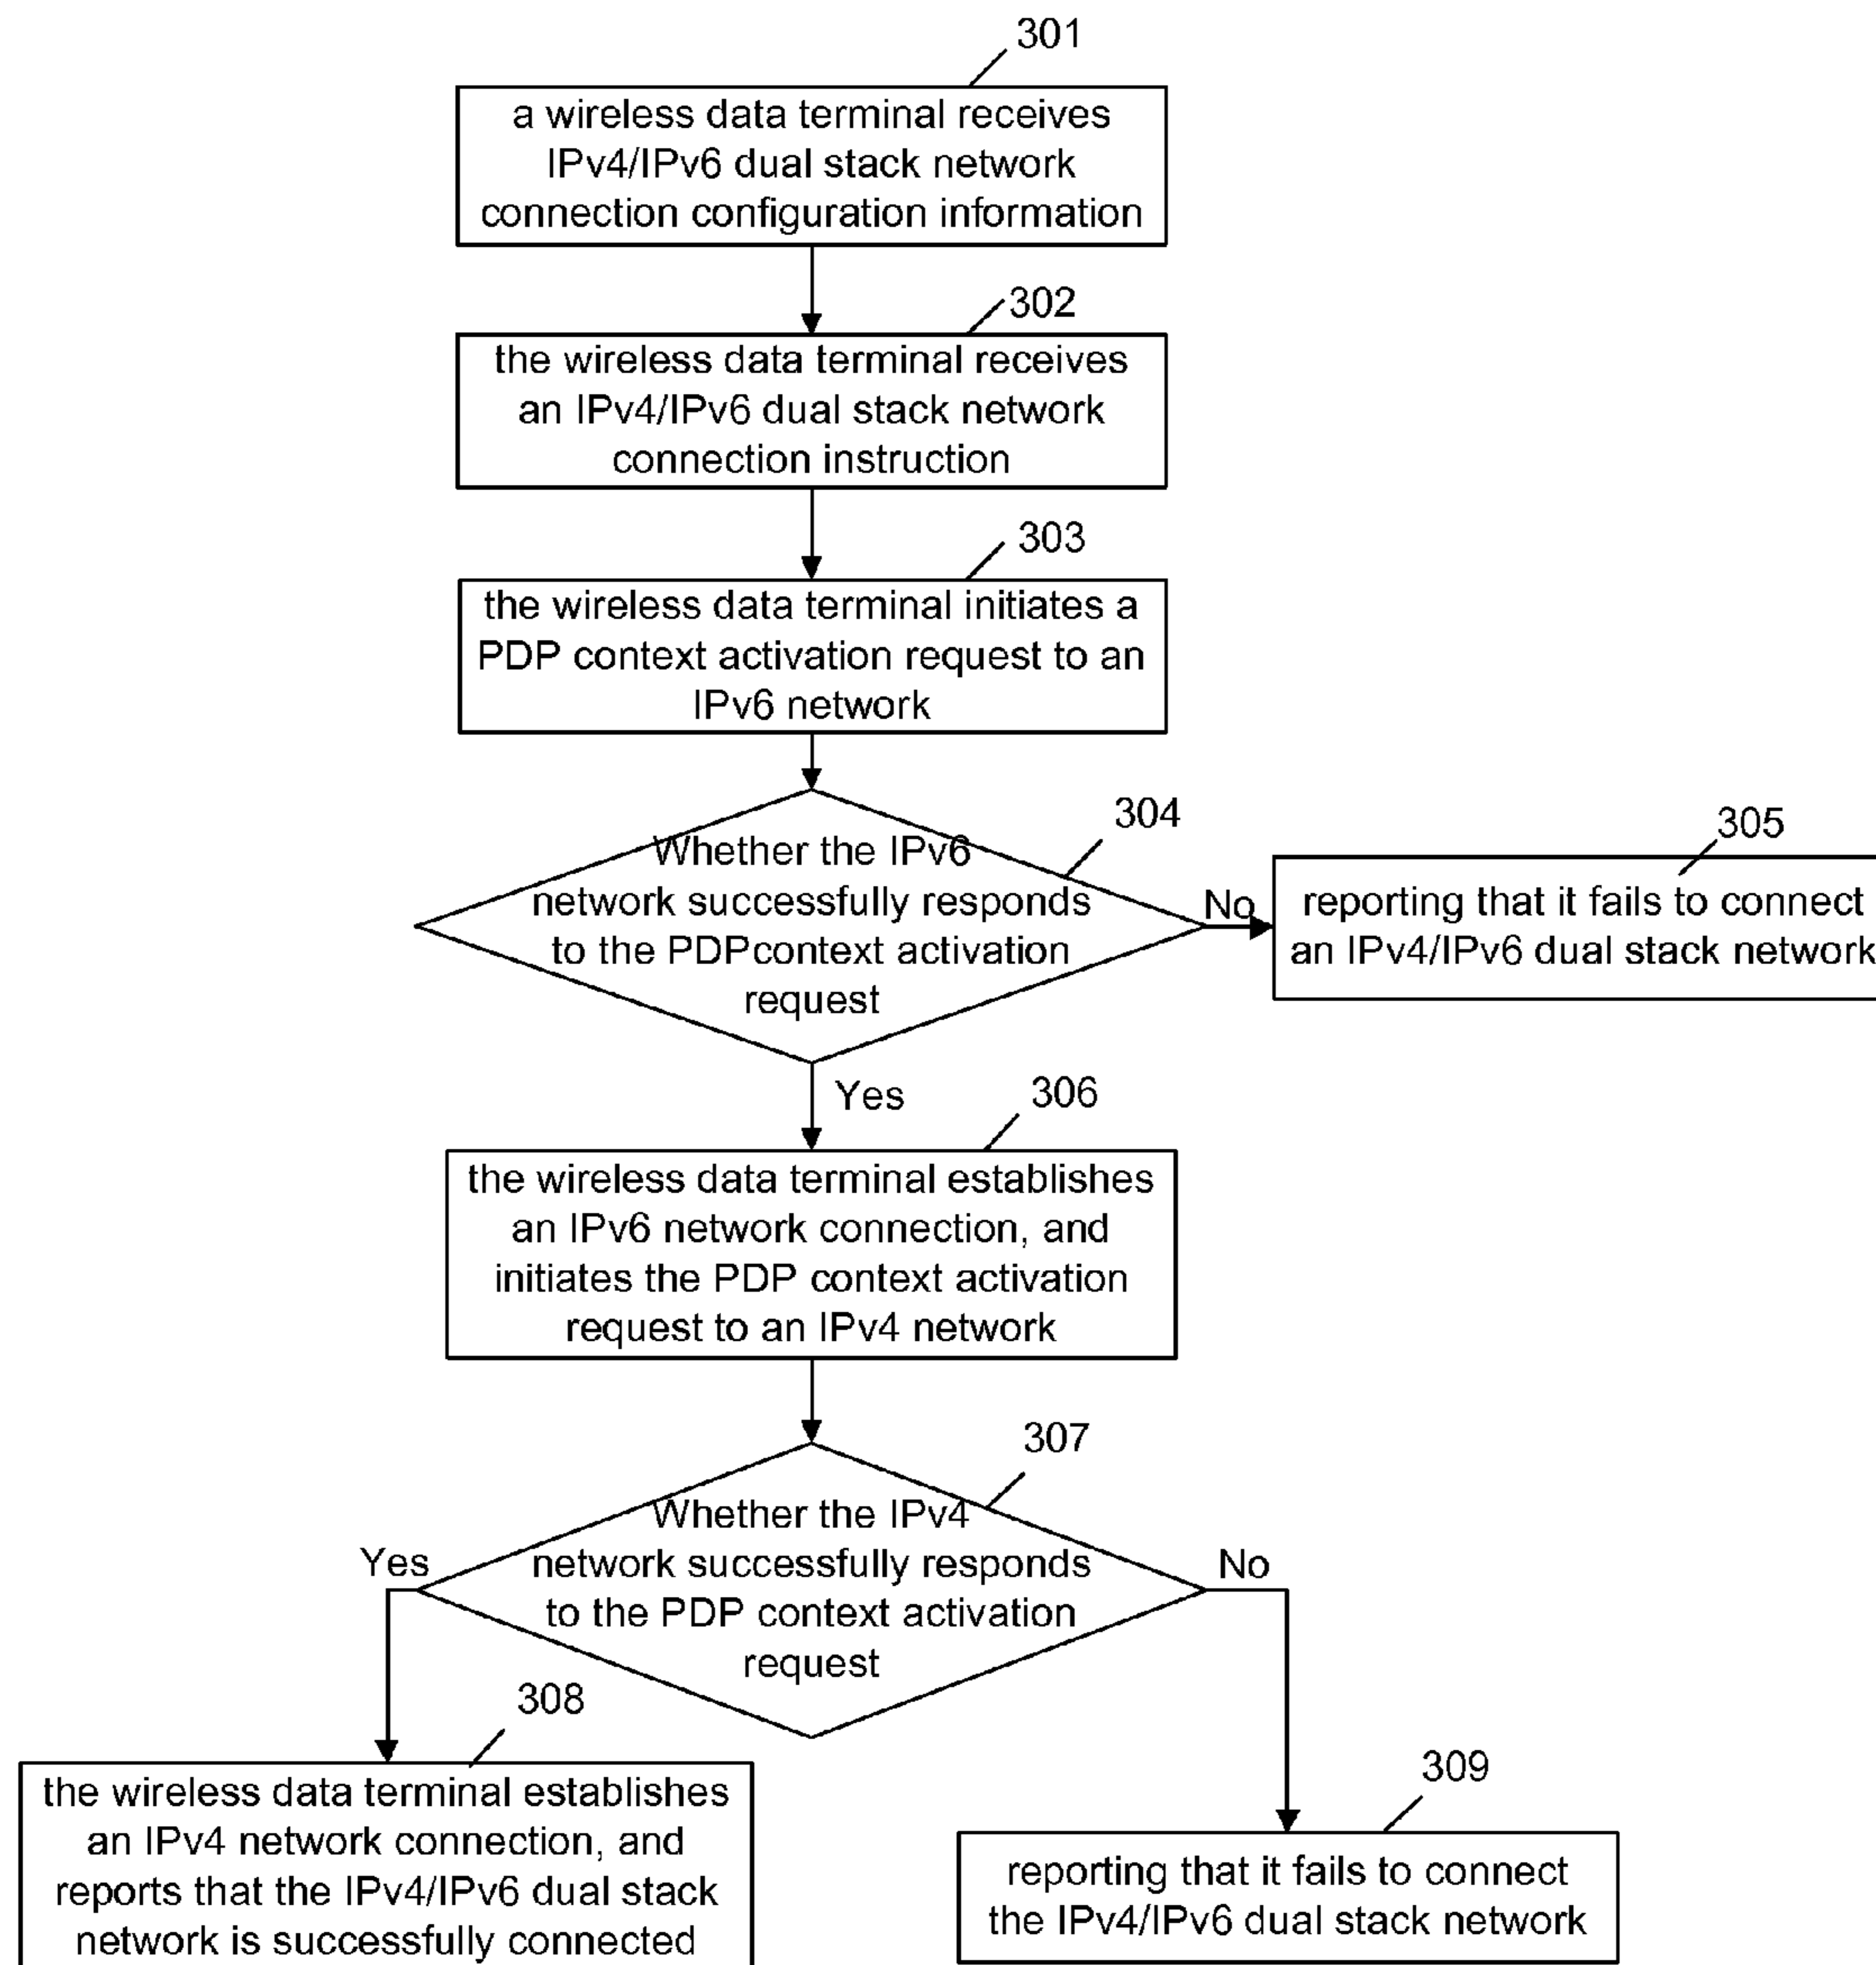 301
a wireless data terminal receives
IPv4/IPv6 dual stack network
connection configuration information
302
the wireless data terminal receives
an IPv4/IPv6 dual stack network
connection instruction
303
the wireless data terminal initiates a
PDP context activation request to an
IPv6 network
304
Whether the IPv6
network successfully responds
to the PDPcontext activation
request
No
305
reporting that it fails to connect
an IPv4/IPv6 dual stack network
Yes
306
the wireless data terminal establishes
an IPv6 network connection, and
initiates the PDP context activation
request to an IPv4 network
307
Whether the IPv4
network successfully responds
to the PDP context activation
request
Yes
No
308
the wireless data terminal establishes
an IPv4 network connection, and
reports that the IPv4/IPv6 dual stack
network is successfully connected
309
reporting that it fails to connect
the IPv4/IPv6 dual stack network